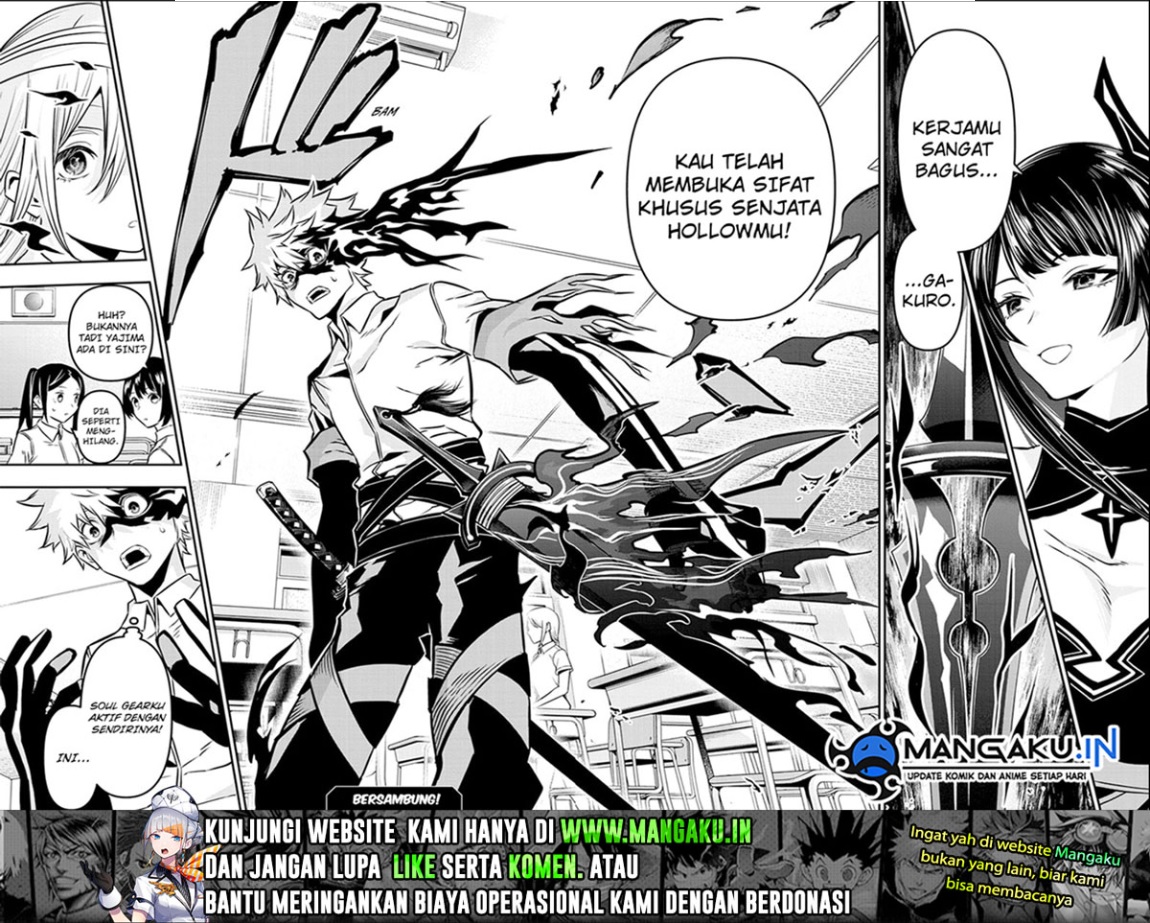 BAM
KAU TELAH
MEMBUKA SIFAT
KHUSUS SENJATA
HOLLOWMU!
KERJAMU
SANGAT
BAGUS...
...GA-
KURO.
HUH?
BUKANNYA
TADI YAJIMA
ADA DI SINI?
DIA
SEPERTI
MENG-
HILANG.
SOUL GEARKU
AKTIF DENGAN
SENDIRINYA!
INI...
BERSAMBUNG!
MANGAKU.IN
UPDATE KOMIK DAN ANIME SETIAP HARI
KUNJUNGI WEBSITE KAMI HANYA DI WWW.MANGAKU.IN
DAN JANGAN LUPA LIKE SERTA KOMEN. ATAU
BANTU MERINGANKAN BIAYA OPERASIONAL KAMI DENGAN BERDONASI
Ingat yah di website Mangaku
bukan yang lain, biar kami
bisa membacanya